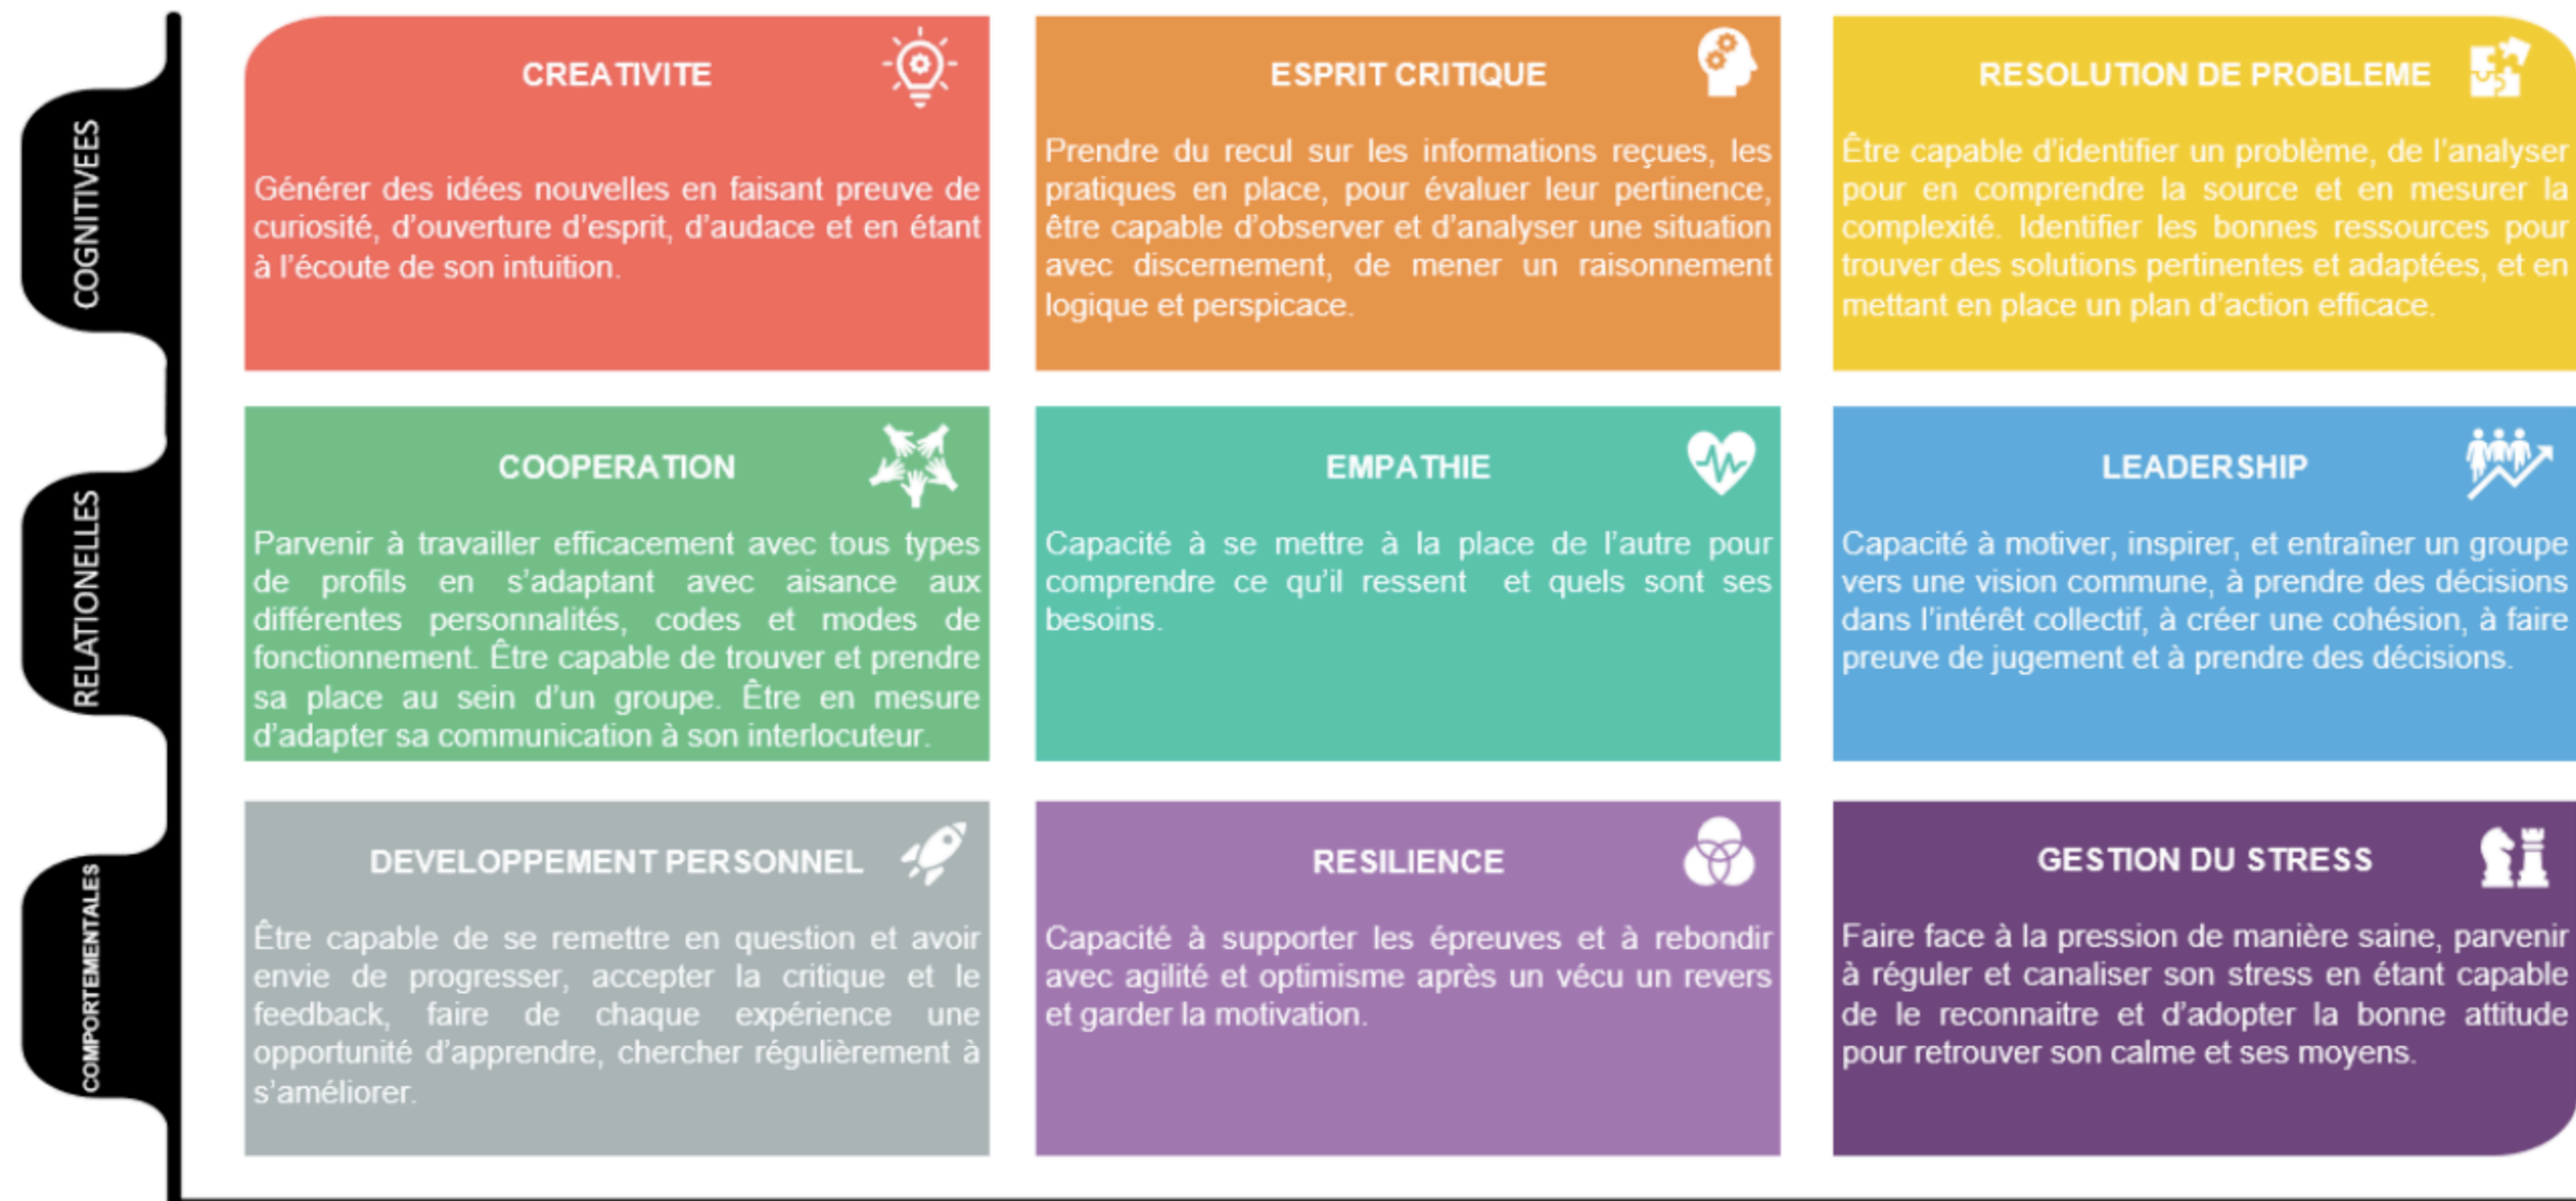 COGNITIVEES
CREATIVITE
Générer des idées nouvelles en faisant preuve de
curiosité, d’ouverture d’esprit, d’audace et en étant
à l’écoute de son intuition.
ESPRIT CRITIQUE
Prendre du recul sur les informations reçues, les
pratiques en place, pour évaluer leur pertinence,
être capable d’observer et d’analyser une situation
avec discernement, de mener un raisonnement
logique et perspicace.
RESOLUTION DE PROBLEME
Être capable d’identifier un problème, de l’analyser
pour en comprendre la source et en mesurer la
complexité. Identifier les bonnes ressources pour
trouver des solutions pertinentes et adaptées, et en
mettant en place un plan d’action efficace.
RELATIONELLES
COOPERATION
Parvenir à travailler efficacement avec tous types
de profils en s’adaptant avec aisance aux
différentes personnalités, codes et modes de
fonctionnement. Être capable de trouver et prendre
sa place au sein d’un groupe. Être en mesure
d’adapter sa communication à son interlocuteur.
EMPATHIE
Capacité à se mettre à la place de l’autre pour
comprendre ce qu’il ressent et quels sont ses
besoins.
LEADERSHIP
Capacité à motiver, inspirer, et entraîner un groupe
vers une vision commune, à prendre des décisions
dans l’intérêt collectif, à créer une cohésion, à faire
preuve de jugement et à prendre des décisions.
COMPORTEMENTALES
DEVELOPPEMENT PERSONNEL
Être capable de se remettre en question et avoir
envie de progresser, accepter la critique et le
feedback, faire de chaque expérience une
opportunité d’apprendre, chercher régulièrement à
s’améliorer.
RESILIENCE
Capacité à supporter les épreuves et à rebondir
avec agilité et optimisme après un vécu un revers
et garder la motivation.
GESTION DU STRESS
Faire face à la pression de manière saine, parvenir
à réguler et canaliser son stress en étant capable
de le reconnaitre et d’adopter la bonne attitude
pour retrouver son calme et ses moyens.